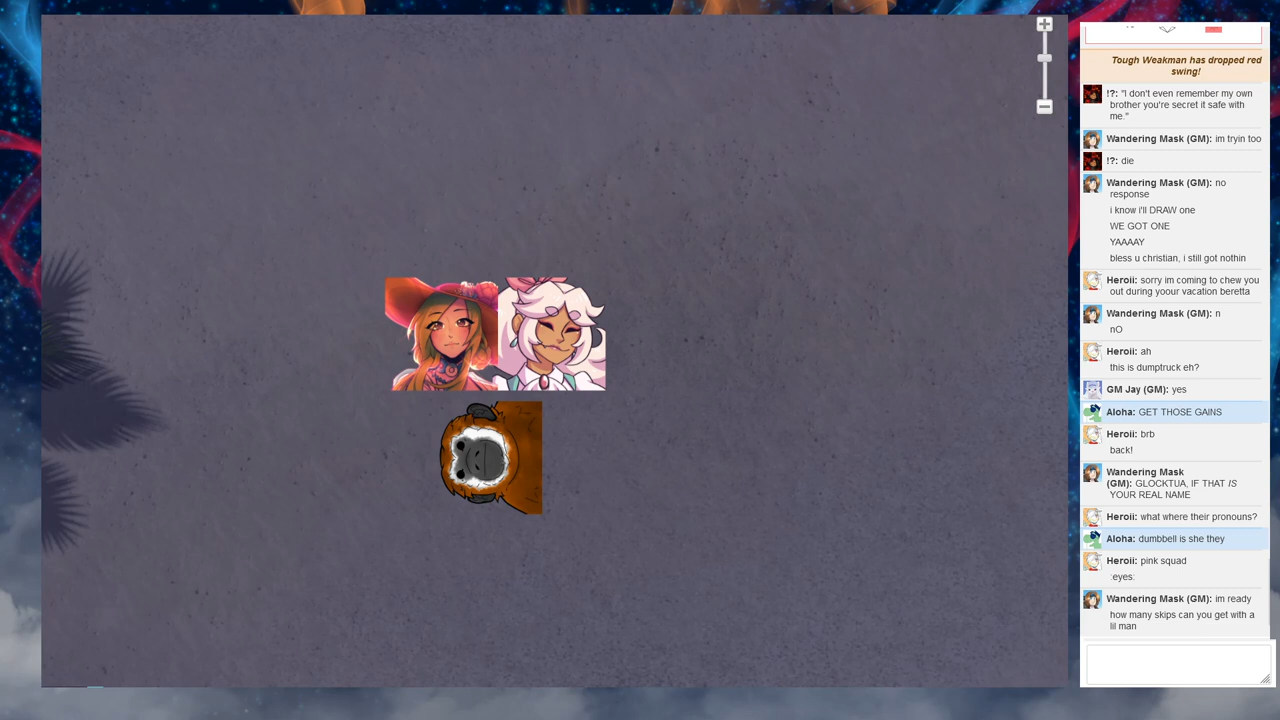 Tough Weakman has dropped red
swing!
!?: "I don't even remember my own
brother you're secret it safe with
me."
Wandering Mask (GM): im tryin too
!?: die
Wandering Mask (GM): no
response
i know i'll DRAW one
WE GOT ONE
YAAAAY
bless u christian, i still got nothin
Heroii: sorry im coming to chew you
out during yoour vacation beretta
Wandering Mask (GM): n
nO
Heroii: ah
this is dumptruck eh?
GM Jay (GM): yes
Aloha: GET THOSE GAINS
Heroii: brb
back!
Wandering Mask
(GM): GLOCKTUA, IF THAT IS
YOUR REAL NAME
Heroii: what where their pronouns?
Aloha: dumbbell is she they
Heroii: pink squad
:eyes:
Wandering Mask (GM): im ready
how many skips can you get with a
lil man